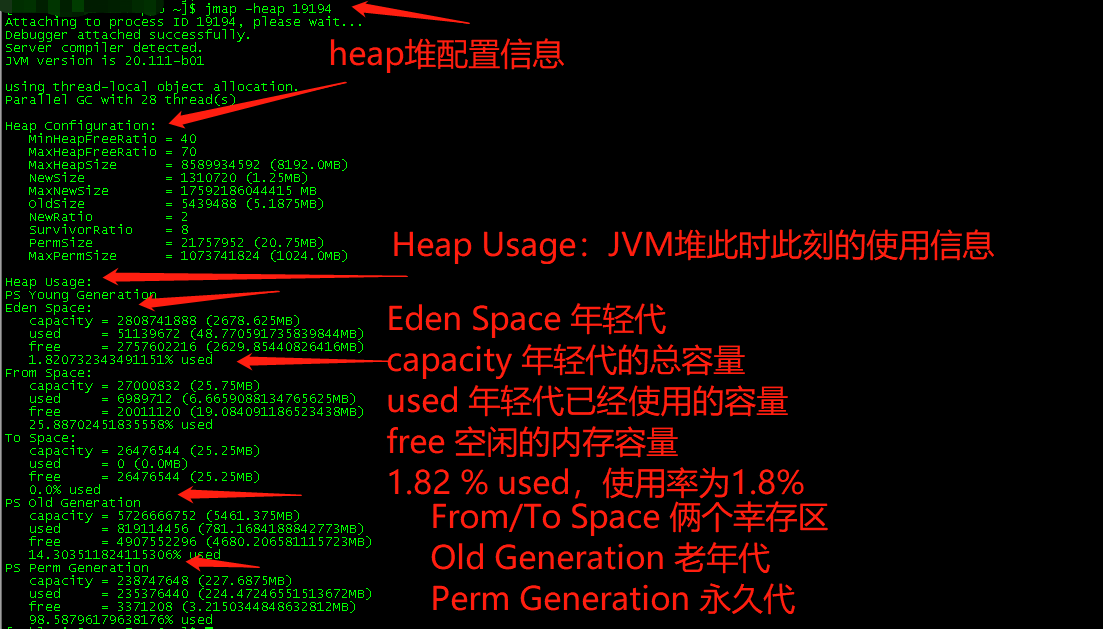 ~]$ jmap -heap 19194
Attaching to process ID 19194, please wait...
Debugger attached successfully.
Server compiler detected.
JVM version is 20.111-b01
heap堆配置信息
using thread-local object allocation.
Parallel GC with 28 thread(s)
Heap Configuration:
MinHeapFreeRatio = 40
MaxHeapFreeRatio = 70
MaxHeapSize = 8589934592 (8192.0MB)
NewSize = 1310720 (1.25MB)
MaxNewSize = 17592186044415 MB
OldSize = 5439488 (5.1875MB)
NewRatio = 2
SurvivorRatio = 8
PermSize = 21757952 (20.75MB)
MaxPermSize = 1073741824 (1024.0MB)
Heap Usage：JVM堆此时此刻的使用信息
Heap Usage:
PS Young Generation
Eden Space:
capacity = 2808741888 (2678.625MB)
used = 51139672 (48.770591735839844MB)
free = 2757602216 (2629.85440826416MB)
1.820732343491151% used
Eden Space 年轻代
capacity 年轻代的总容量
used 年轻代已经使用的容量
free 空闲的内存容量
1.82 % used，使用率为1.8%
From Space:
capacity = 27000832 (25.75MB)
used = 6989712 (6.6659088134765625MB)
free = 20011120 (19.084091186523438MB)
25.88702451835558% used
To Space:
capacity = 26476544 (25.25MB)
used = 0 (0.0MB)
free = 26476544 (25.25MB)
0.0% used
From/To Space 俩个幸存区
Old Generation 老年代
Perm Generation 永久代
PS Old Generation
capacity = 5726666752 (5461.375MB)
used = 819114456 (781.1684188842773MB)
free = 4907552296 (4680.206581115723MB)
14.303511824115306% used
PS Perm Generation
capacity = 238747648 (227.6875MB)
used = 235376440 (224.47246551513672MB)
free = 3371208 (3.2150344848632812MB)
98.58796179638176% used